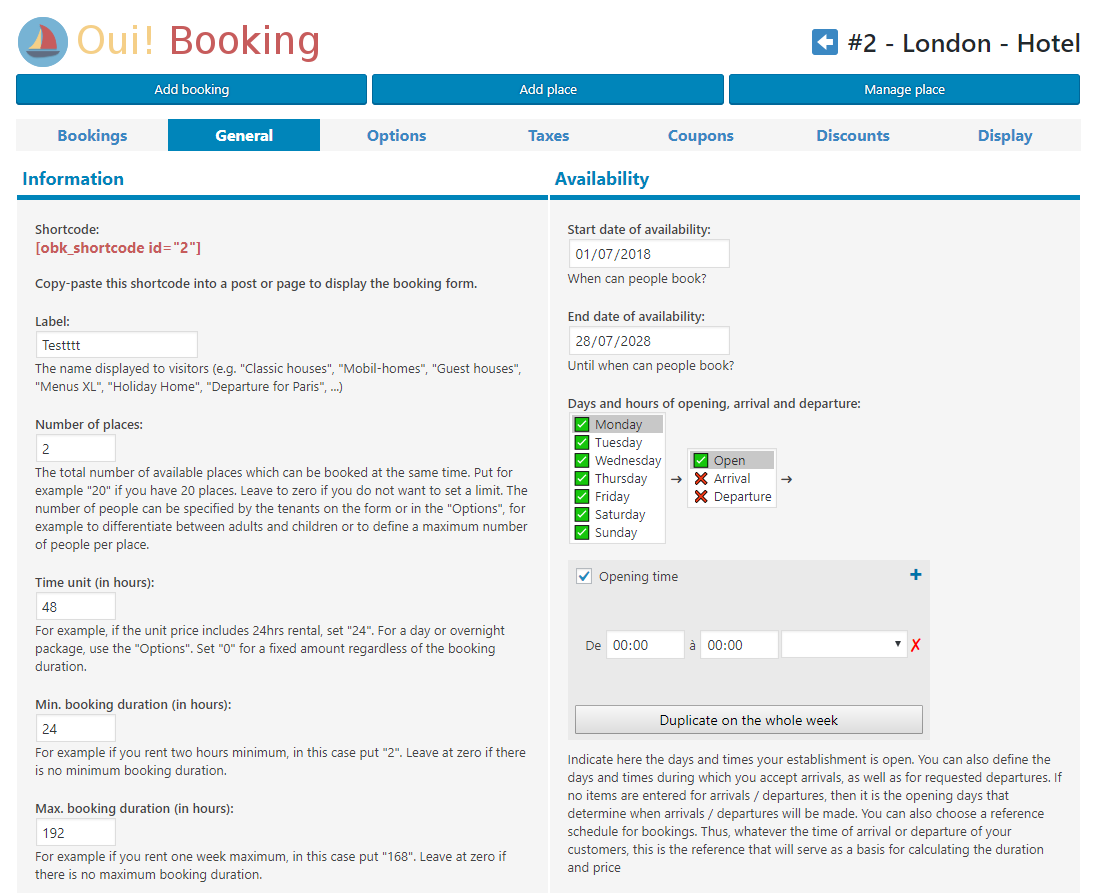 Oui! Booking
#2 - London - Hotel
Add booking
Add place
Manage place
Bookings
General
Options
Taxes
Coupons
Discounts
Display
Information
Shortcode:
[obk_shortcode id="2"]
Copy-paste this shortcode into a post or page to display the booking form.
Label:
Testttt
The name displayed to visitors (e.g. "Classic houses", "Mobil-homes", "Guest houses",
"Menus XL", "Holiday Home", "Departure for Paris", ...)
Number of places:
2
The total number of available places which can be booked at the same time. Put for
example "20" if you have 20 places. Leave to zero if you do not want to set a limit. The
number of people can be specified by the tenants on the form or in the "Options", for
example to differentiate between adults and children or to define a maximum number
of people per place.
Time unit (in hours):
48
For example, if the unit price includes 24hrs rental, set "24". For a day or overnight
package, use the "Options". Set "0" for a fixed amount regardless of the booking
duration.
Min. booking duration (in hours):
24
For example if you rent two hours minimum, in this case put "2". Leave at zero if there
is no minimum booking duration.
Max. booking duration (in hours):
192
For example if you rent one week maximum, in this case put "168". Leave at zero if
there is no maximum booking duration.
Availability
Start date of availability:
01/07/2018
When can people book?
End date of availability:
28/07/2028
Until when can people book?
Days and hours of opening, arrival and departure:
Monday
Tuesday
Wednesday
Thursday
Friday
Saturday
Sunday
→
Open
Arrival
Departure
→
Opening time
De 00:00 à 00:00
Duplicate on the whole week
Indicate here the days and times your establishment is open. You can also define the
days and times during which you accept arrivals, as well as for requested departures. If
no items are entered for arrivals / departures, then it is the opening days that
determine when arrivals / departures will be made. You can also choose a reference
schedule for bookings. Thus, whatever the time of arrival or departure of your
customers, this is the reference that will serve as a basis for calculating the duration
and price